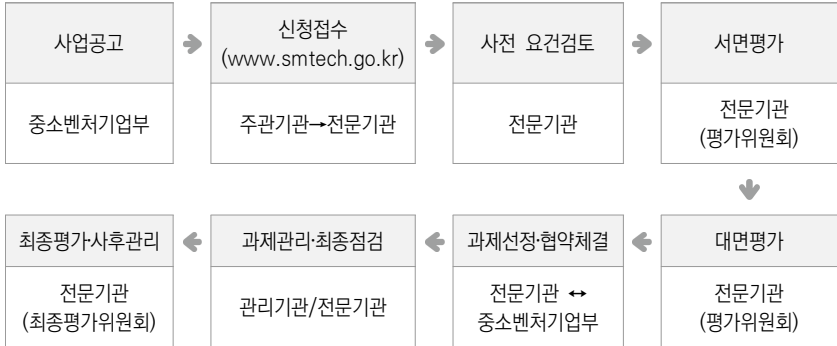 사업공고
신청접수
(www.smtech.go.kr)
사전 요건검토
서면평가
중소벤처기업부
주관기관→전문기관
전문기관
전문기관
(평가위원회)
최종평가·사후관리
과제관리·최종점검
과제선정·협약체결
대면평가
전문기관
(최종평가위원회)
관리기관/전문기관
전문기관 ↔
중소벤처기업부
전문기관
(평가위원회)